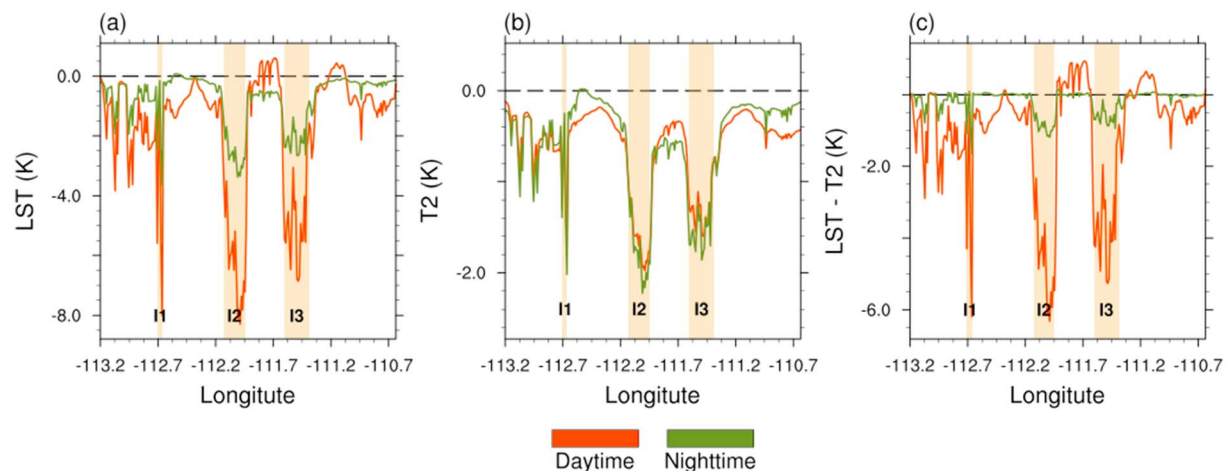 (a)
(b)
(c)
LST (K)
0.0
-4.0
-8.0
I1
I2
I3
-113.2 -112.7 -112.2 -111.7 -111.2 -110.7
Longitute
T2 (K)
0.0
-2.0
I1
I2
I3
-113.2 -112.7 -112.2 -111.7 -111.2 -110.7
Longitute
LST - T2 (K)
-2.0
-6.0
I1
I2
I3
-113.2 -112.7 -112.2 -111.7 -111.2 -110.7
Longitute
Daytime
Nighttime